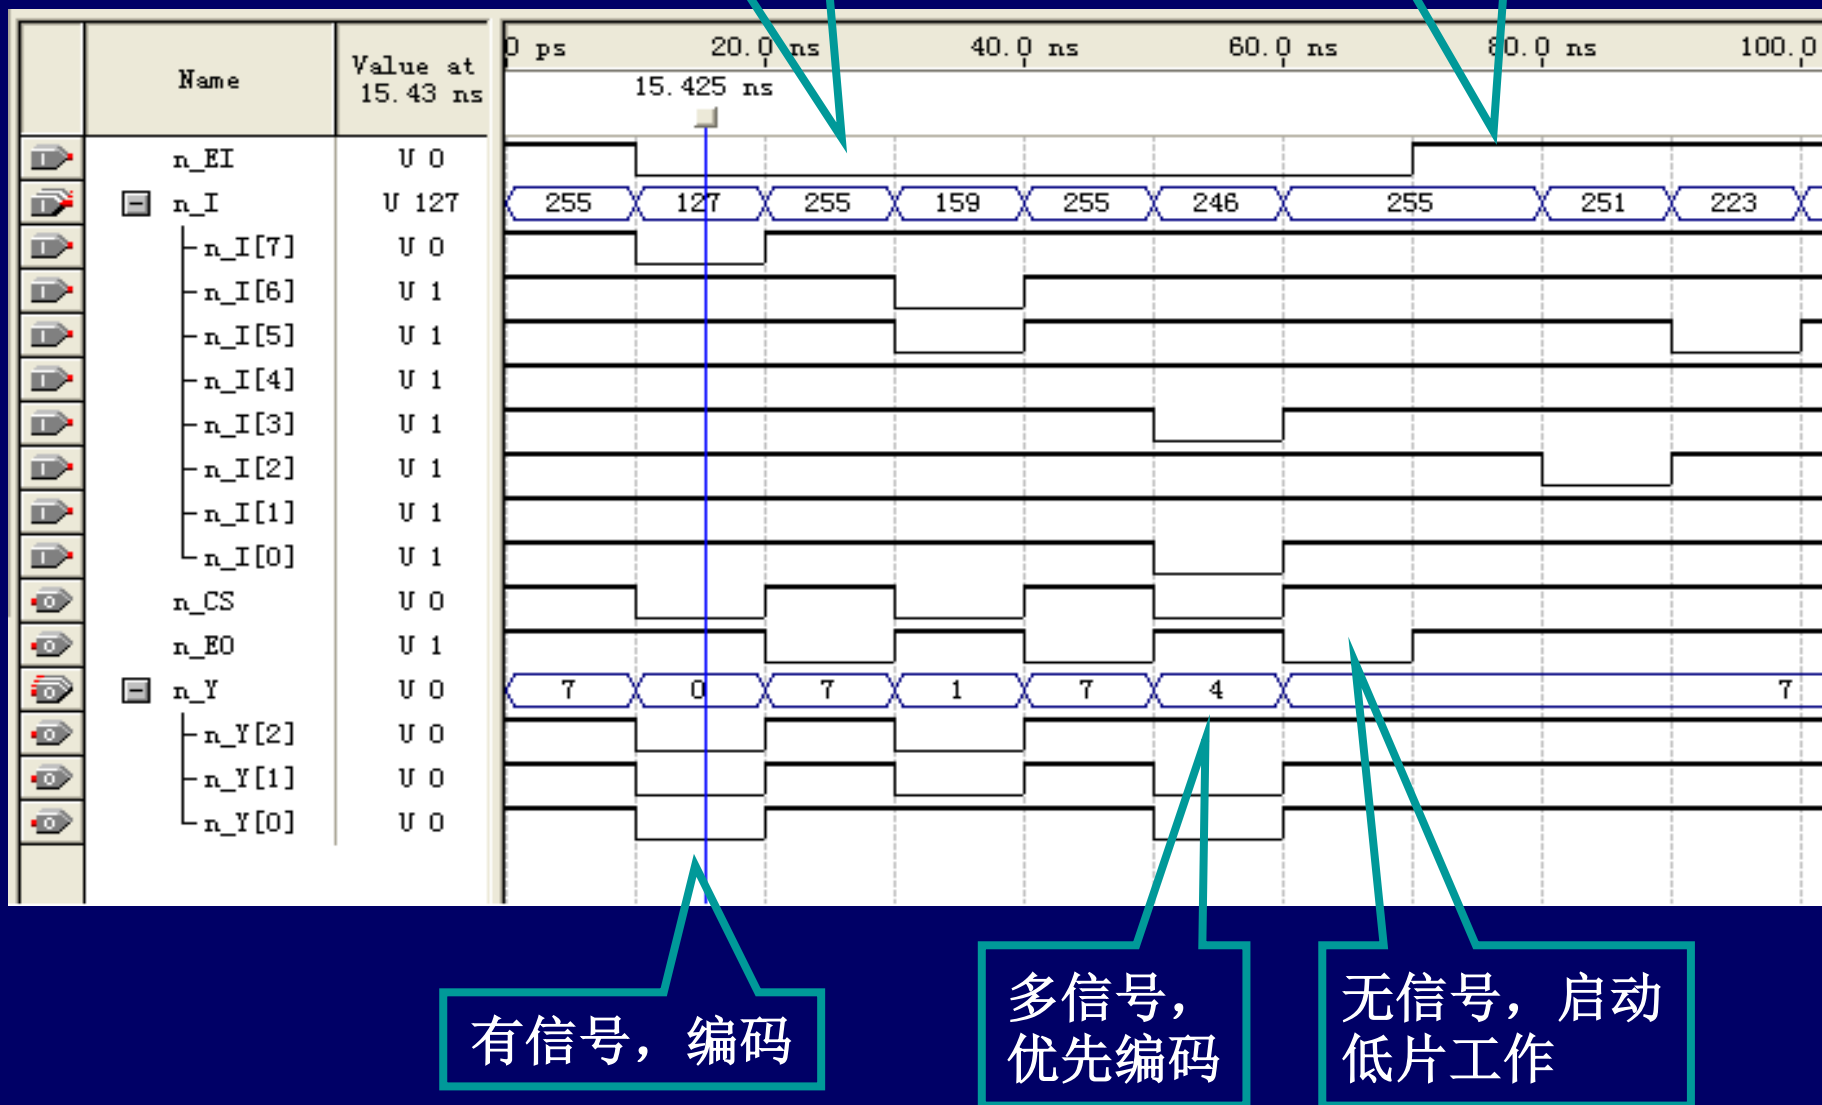 Name
Value at
15.43 ns
0 ps 20.0 ns 40.0 ns 60.0 ns 80.0 ns 100.0
15.425 ns
n_EI U 0
n_I U 127 255 127 255 159 255 246 255 251 223
n_I[7] U 0
n_I[6] U 1
n_I[5] U 1
n_I[4] U 1
n_I[3] U 1
n_I[2] U 1
n_I[1] U 1
n_I[0] U 1
n_CS U 0
n_EO U 1
n_Y U 0 7 0 7 1 7 4 7
n_Y[2] U 0
n_Y[1] U 0
n_Y[0] U 0
有信号，编码
多信号，
优先编码
无信号，启动
低片工作